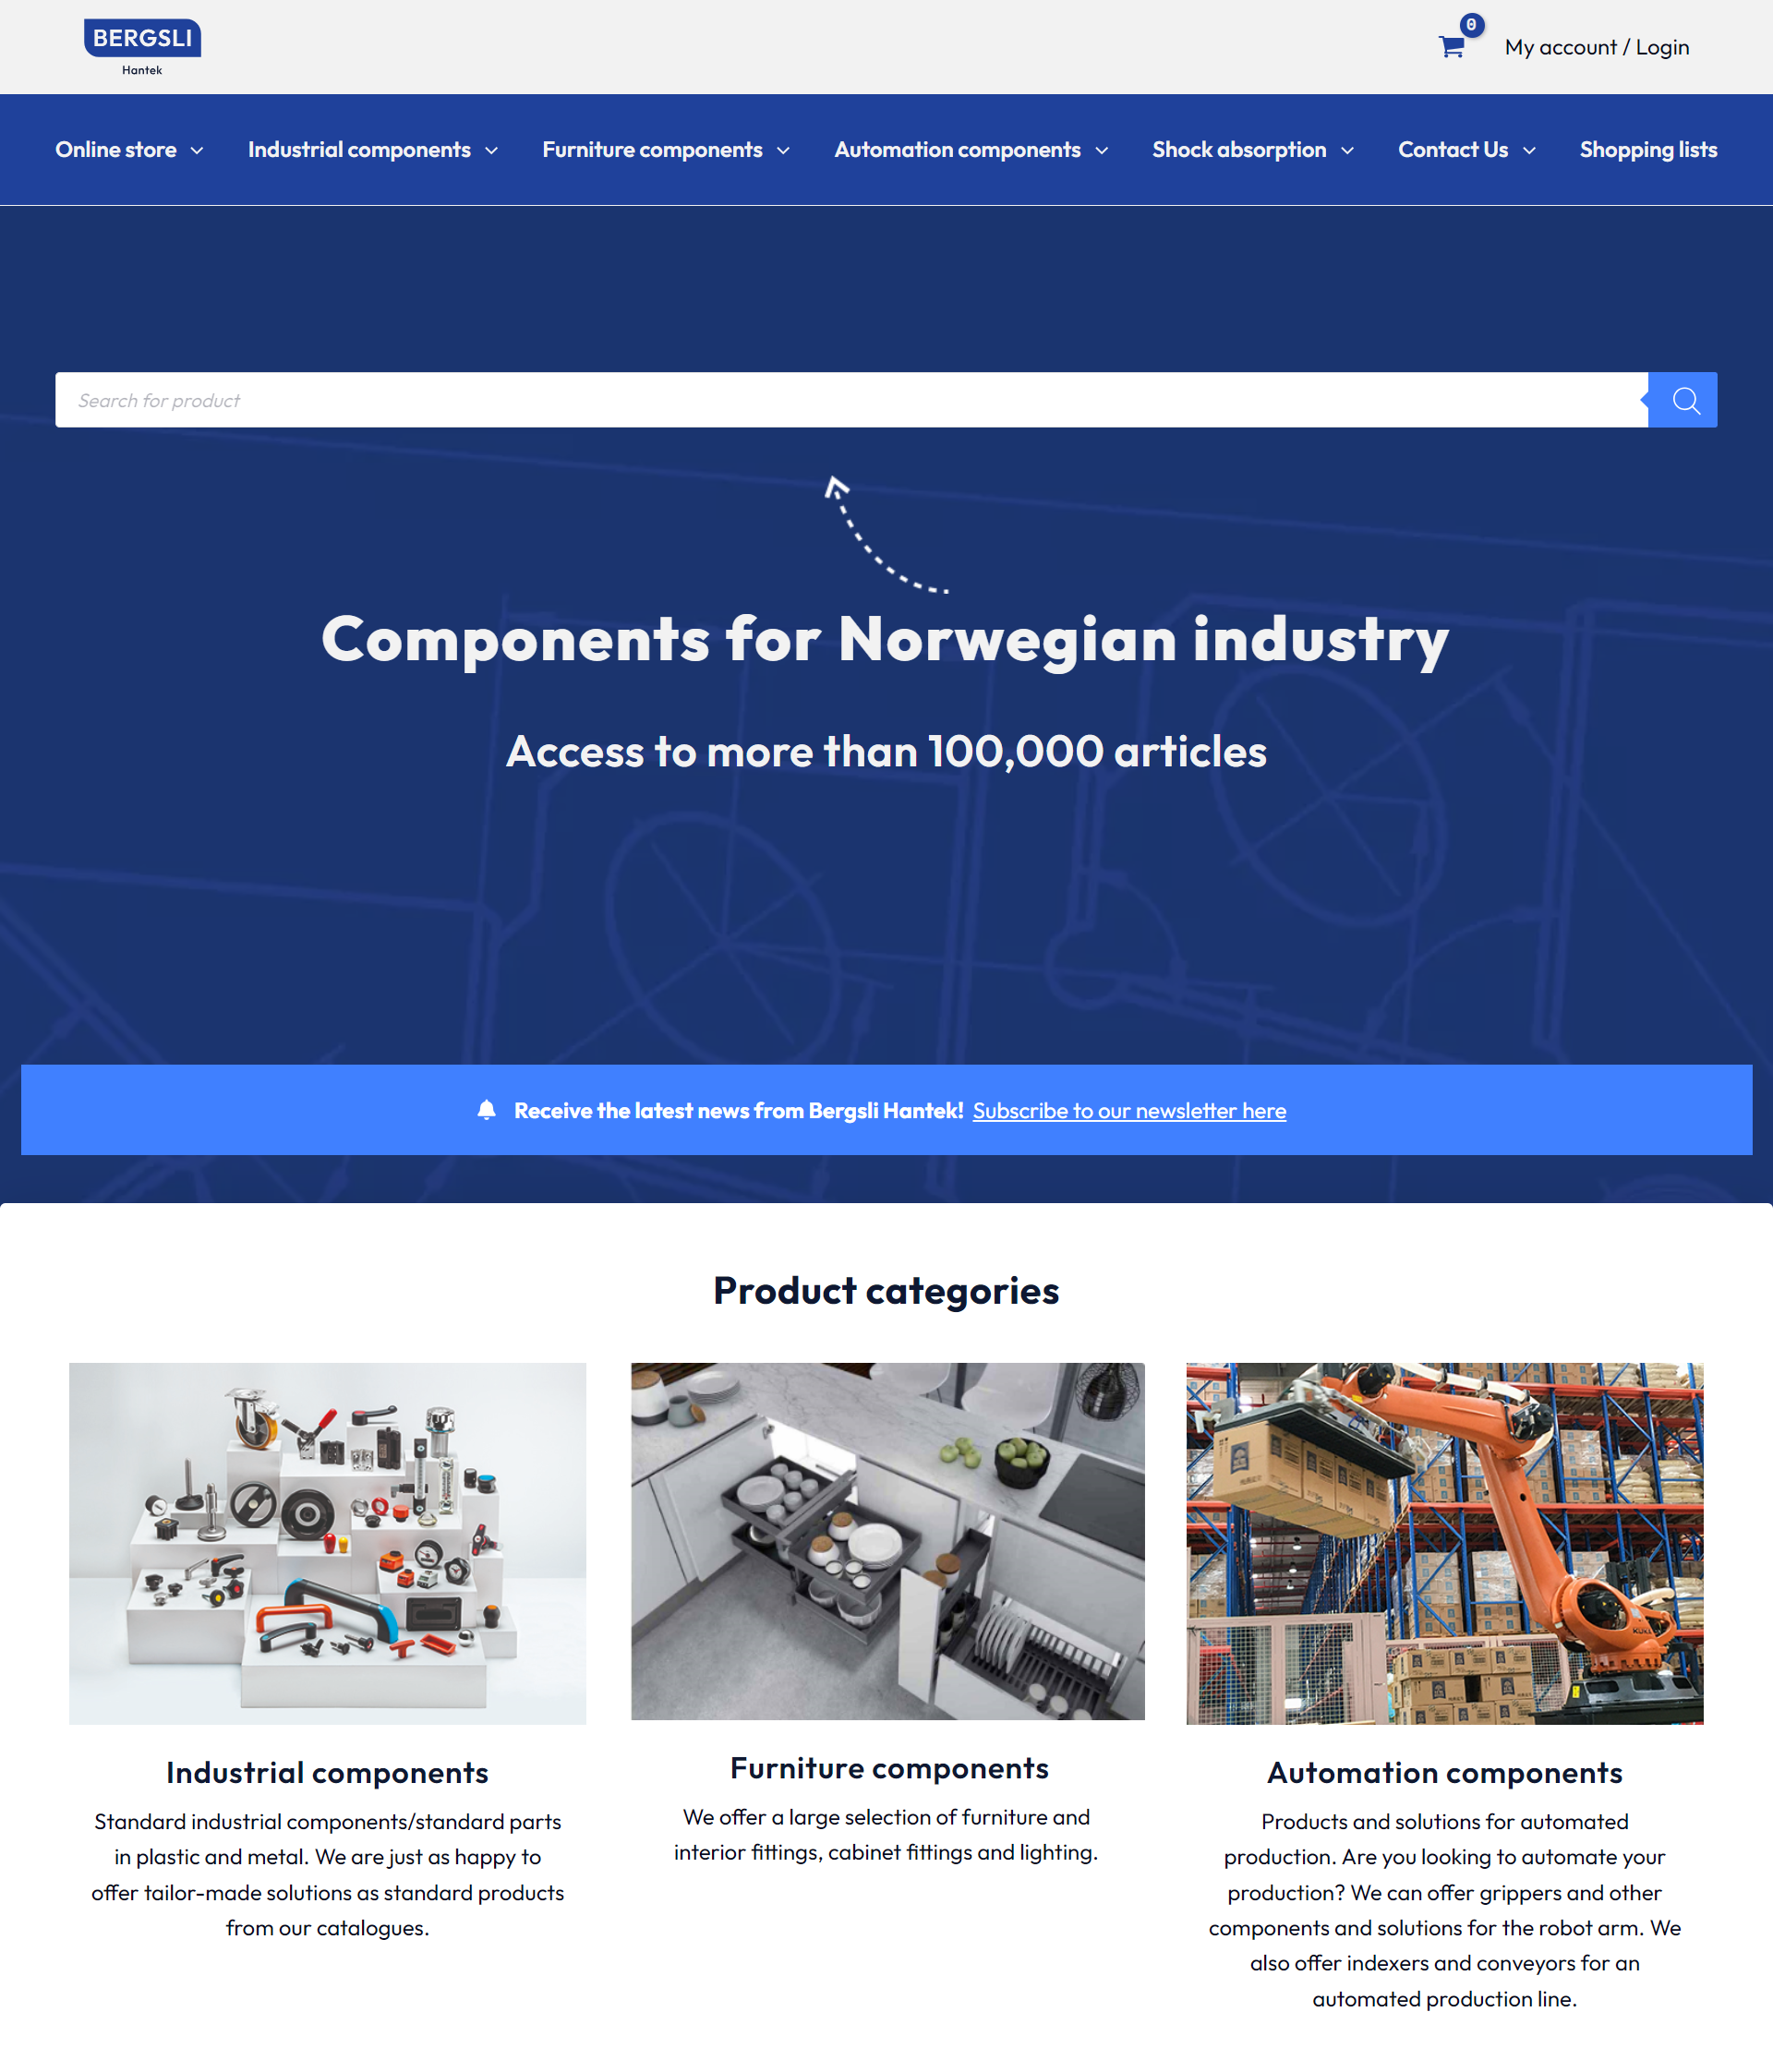 BERGSLI
Hantek
0
My account / Login
Online store
Industrial components
Furniture components
Automation components
Shock absorption
Contact Us
Shopping lists
Search for product
Components for Norwegian industry
Access to more than 100,000 articles
Receive the latest news from Bergsli Hantek! Subscribe to our newsletter here
Product categories
Industrial components
Standard industrial components/standard parts
in plastic and metal. We are just as happy to
offer tailor-made solutions as standard products
from our catalogues.
Furniture components
We offer a large selection of furniture and
interior fittings, cabinet fittings and lighting.
KUKA
Automation components
Products and solutions for automated
production. Are you looking to automate your
production? We can offer grippers and other
components and solutions for the robot arm. We
also offer indexers and conveyors for an
automated production line.